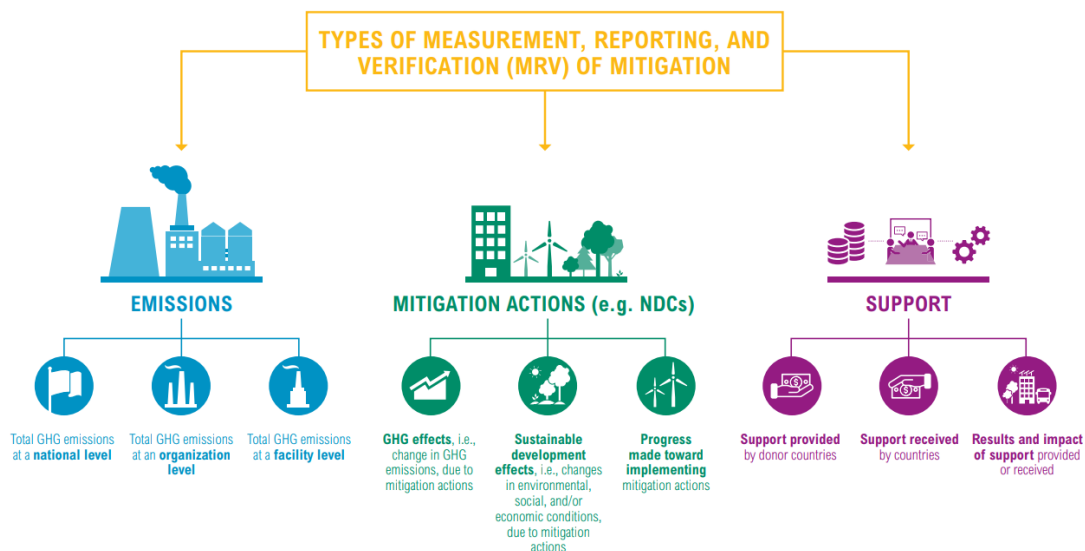 TYPES OF MEASUREMENT, REPORTING, AND
VERIFICATION (MRV) OF MITIGATION
EMISSIONS
Total GHG emissions
at a national level
Total GHG emissions
at an organization
level
Total GHG emissions
at a facility level
MITIGATION ACTIONS (e.g. NDCs)
GHG effects, i.e.,
change in GHG
emissions, due to
mitigation actions
Sustainable
development
effects, i.e., changes
in environmental,
social, and/or
economic conditions,
due to mitigation
actions
Progress
made toward
implementing
mitigation actions
SUPPORT
Support provided
by donor countries
Support received
by countries
Results and impact
of support provided
or received